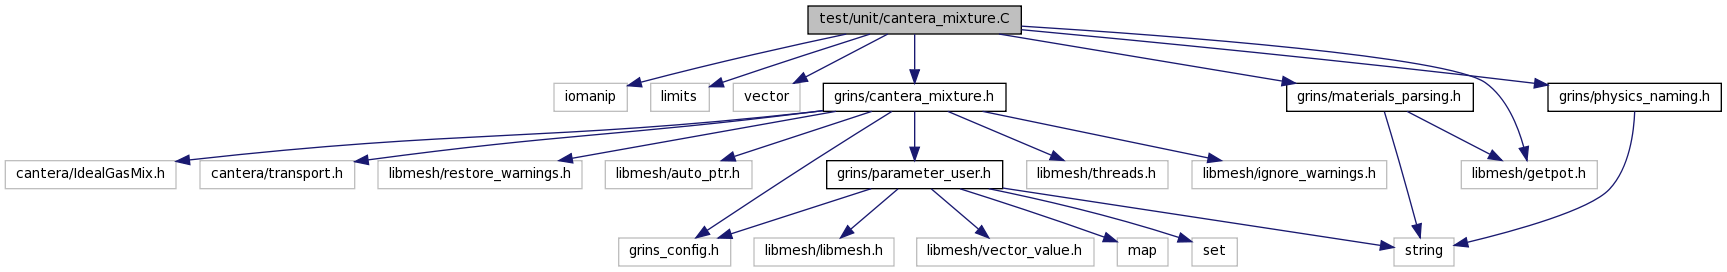 test/unit/cantera_mixture.C
iomanip
limits
vector
grins/cantera_mixture.h
grins/materials_parsing.h
grins/physics_naming.h
cantera/IdealGasMix.h
cantera/transport.h
libmesh/restore_warnings.h
libmesh/auto_ptr.h
grins/parameter_user.h
libmesh/threads.h
libmesh/ignore_warnings.h
libmesh/getpot.h
grins_config.h
libmesh/libmesh.h
libmesh/vector_value.h
map
set
string